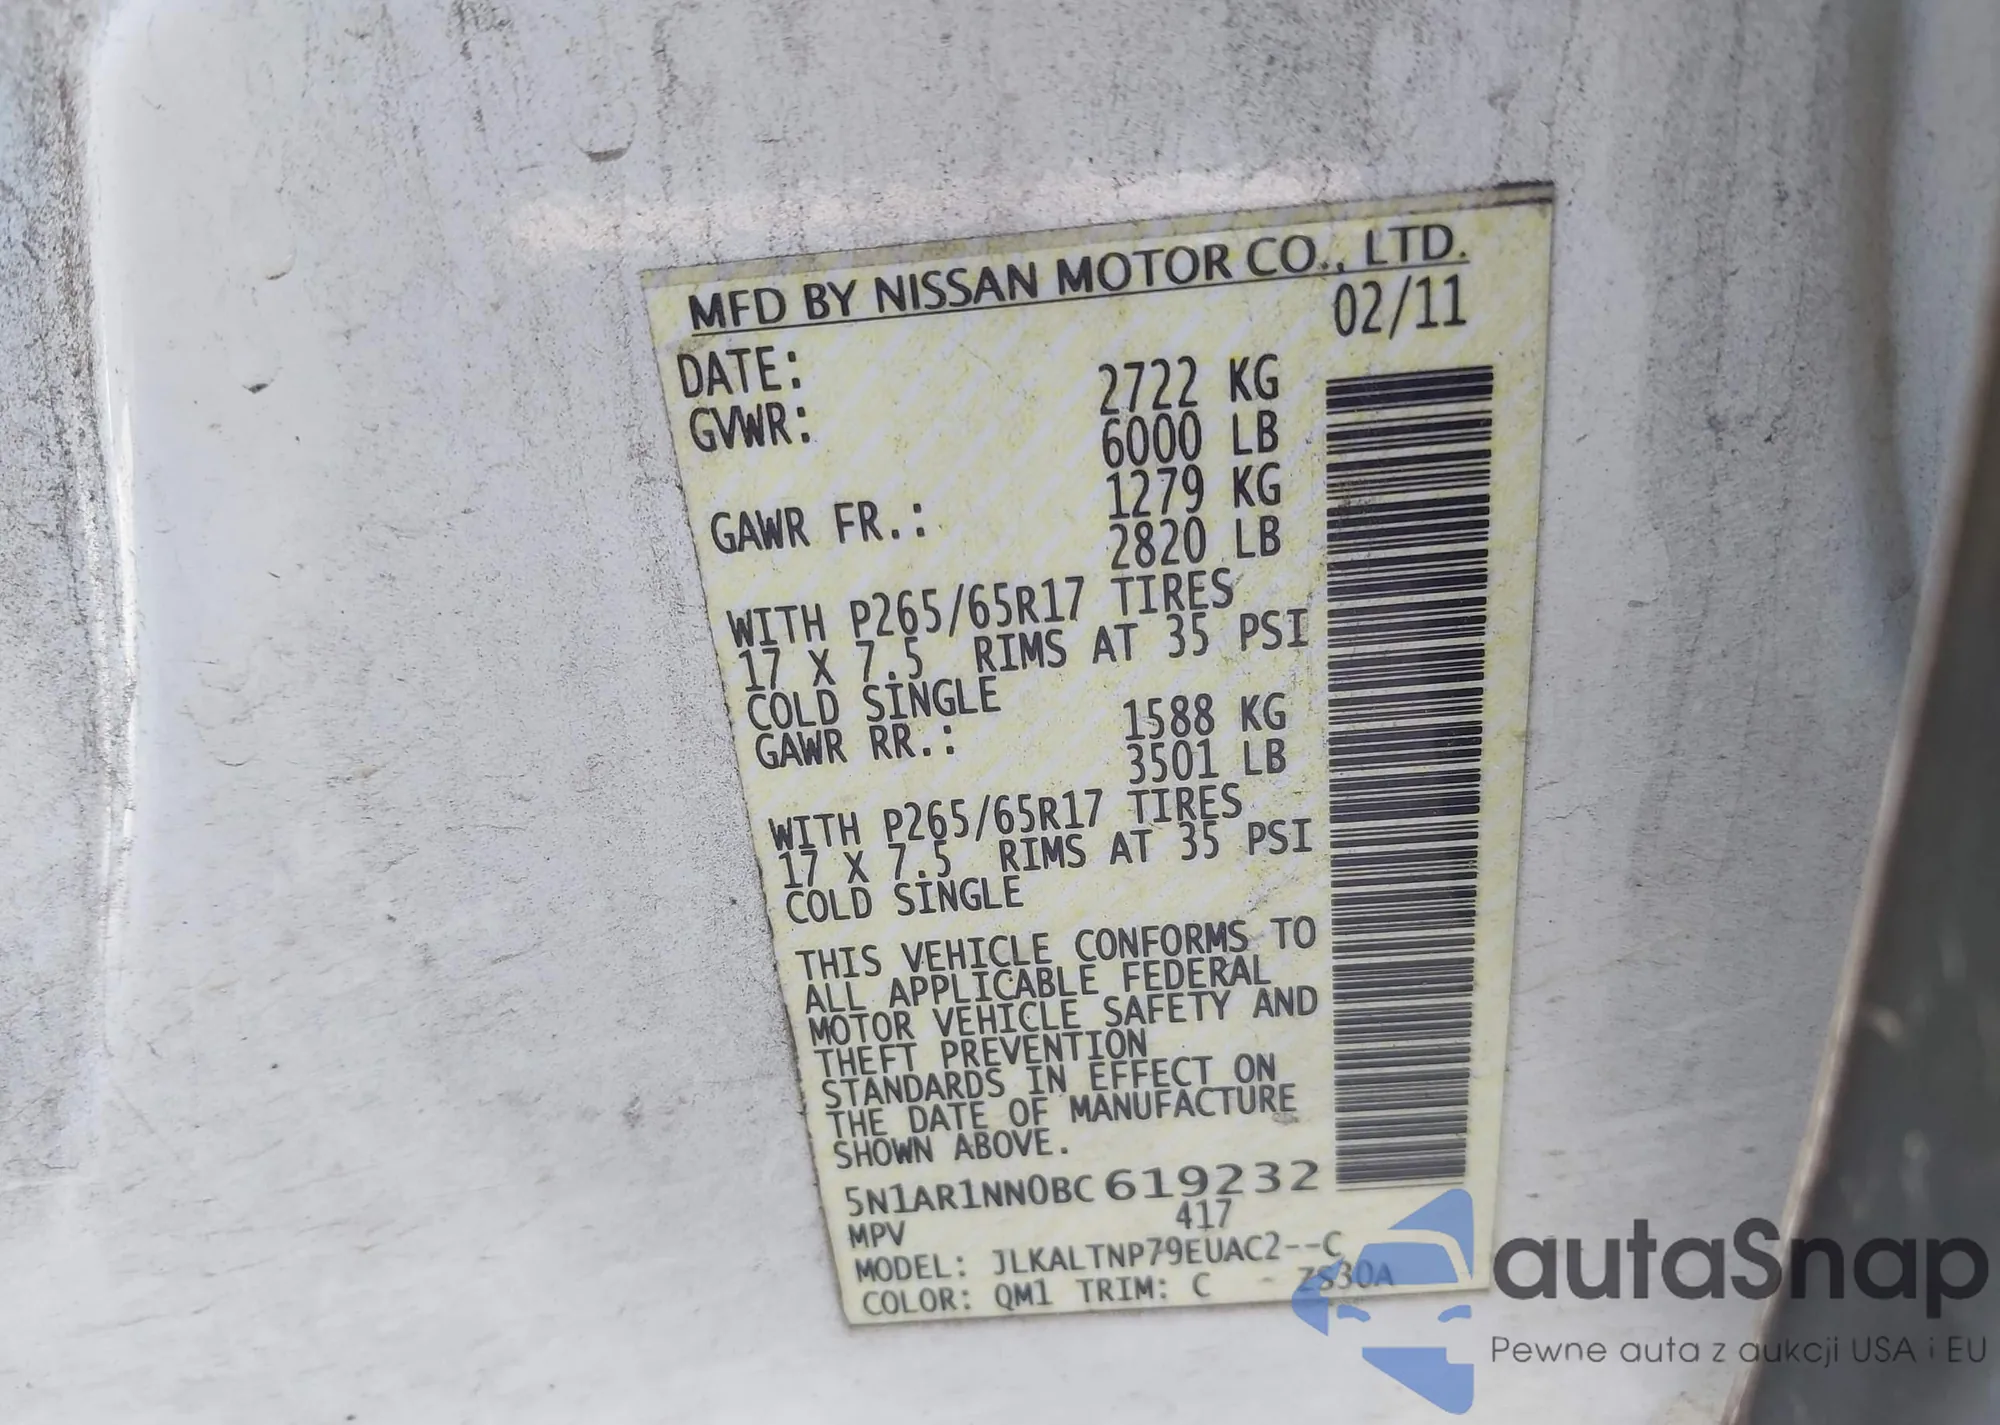 MFD BY NISSAN MOTOR CO., LTD.
DATE: 02/11
GVWR: 2722 KG
6000 LB
GAWR FR.: 1279 KG
2820 LB
WITH P265/65R17 TIRES
17 X 7.5 RIMS AT 35 PSI
COLD SINGLE
GAWR RR.: 1588 KG
3501 LB
WITH P265/65R17 TIRES
17 X 7.5 RIMS AT 35 PSI
COLD SINGLE
THIS VEHICLE CONFORMS TO
ALL APPLICABLE FEDERAL
MOTOR VEHICLE SAFETY AND
THEFT PREVENTION
STANDARDS IN EFFECT ON
THE DATE OF MANUFACTURE
SHOWN ABOVE.
5N1AR1NN0BC 619232
MPV 417
MODEL: JLKALTNP79EUAC2--C
COLOR: QM1 TRIM: C - ZS30A
autaSnap
Pewne auta z aukcji USA i EU